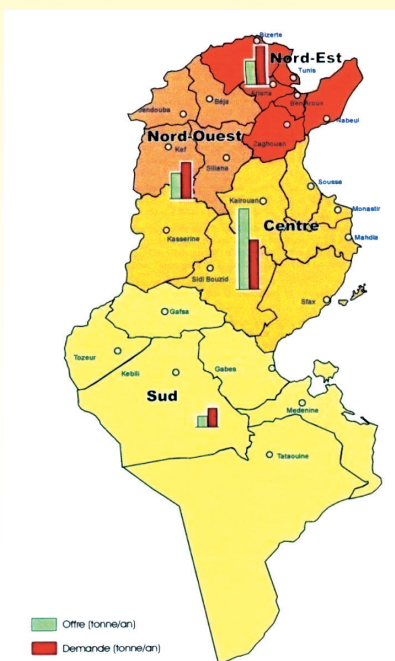 Bizerte
Nord-Est
Tunis
Ariana
Béja
Ben Arous
Jendouba
Nabeul
Nord-Ouest
Zaghouan
Kef
Siliana
Sousse
Kairouan
Monastir
Centre
Kasserine
Mahdia
Sidi Bouzid
Sfax
Gafsa
Tozeur
Kebili
Gabes
Sud
Medenine
Tataouine
Offre (tonne/an)
Demande (tonne/an)